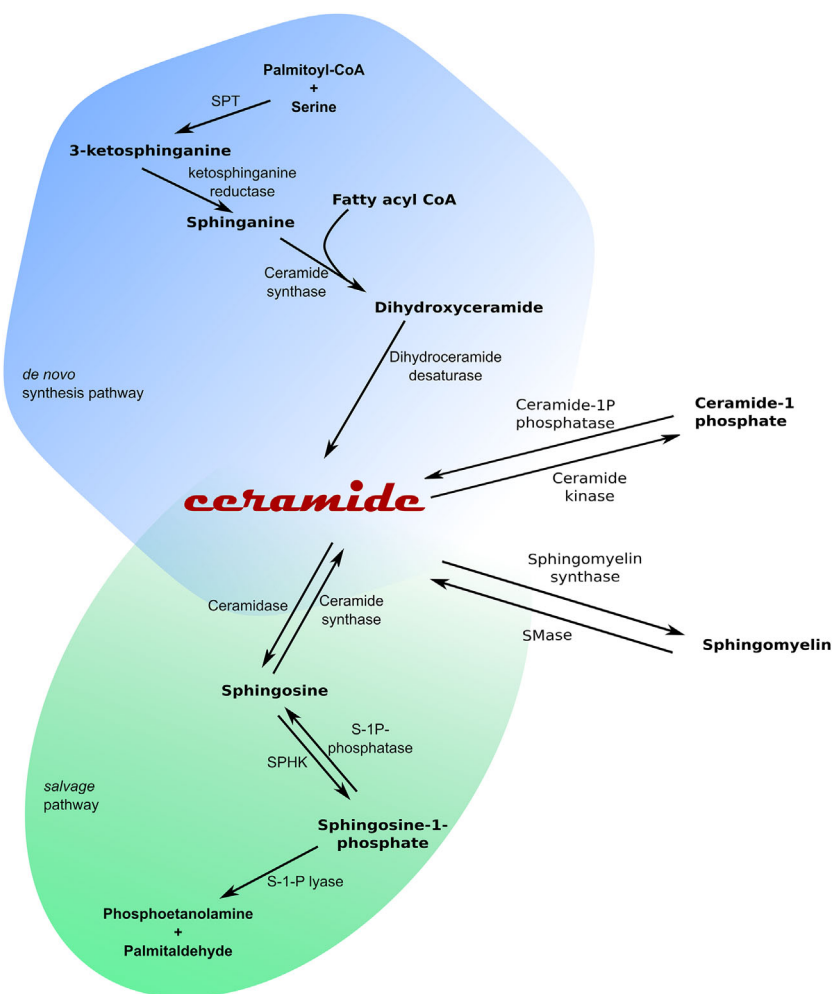 Palmitoyl-CoA
+
Serine
SPT
3-ketosphinganine
ketosphinganine
reductase
Sphinganine
Fatty acyl CoA
Ceramide
synthase
Dihydroxyceramide
Dihydroceramide
desaturase
de novo
synthesis pathway
Ceramide-1P
phosphatase
Ceramide-1
phosphate
Ceramide
kinase
ceramide
Sphingomyelin
synthase
SMase
Sphingomyelin
Ceramidase
Ceramide
synthase
Sphingosine
S-1P-
phosphatase
SPHK
salvage
pathway
Sphingosine-1-
phosphate
S-1-P lyase
Phosphoetanolamine
+
Palmitaldehyde